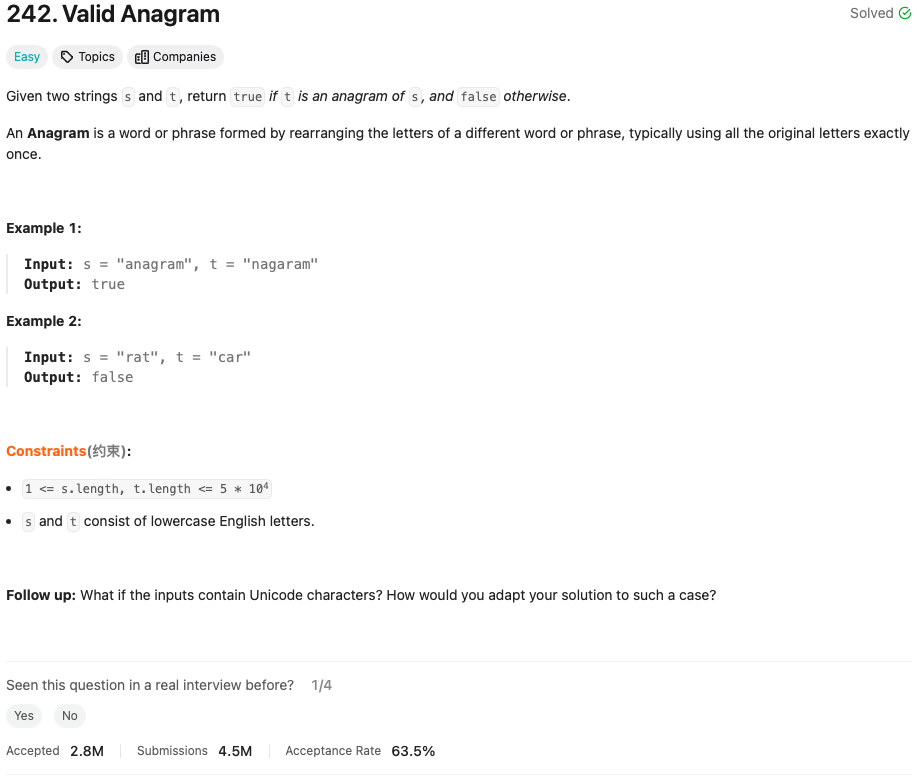 242. Valid Anagram
Solved
Easy Topics Companies
Given two strings s and t, return true if t is an anagram of s, and false otherwise.
An Anagram is a word or phrase formed by rearranging the letters of a different word or phrase, typically using all the original letters exactly
once.
Example 1:
Input: s = "anagram", t = "nagaram"
Output: true
Example 2:
Input: s = "rat", t = "car"
Output: false
Constraints(约束):
• 1 <= s.length, t.length <= 5 * 10⁴
• s and t consist of lowercase English letters.
Follow up: What if the inputs contain Unicode characters? How would you adapt your solution to such a case?
Seen this question in a real interview before? 1/4
Yes No
Accepted 2.8M Submissions 4.5M Acceptance Rate 63.5%